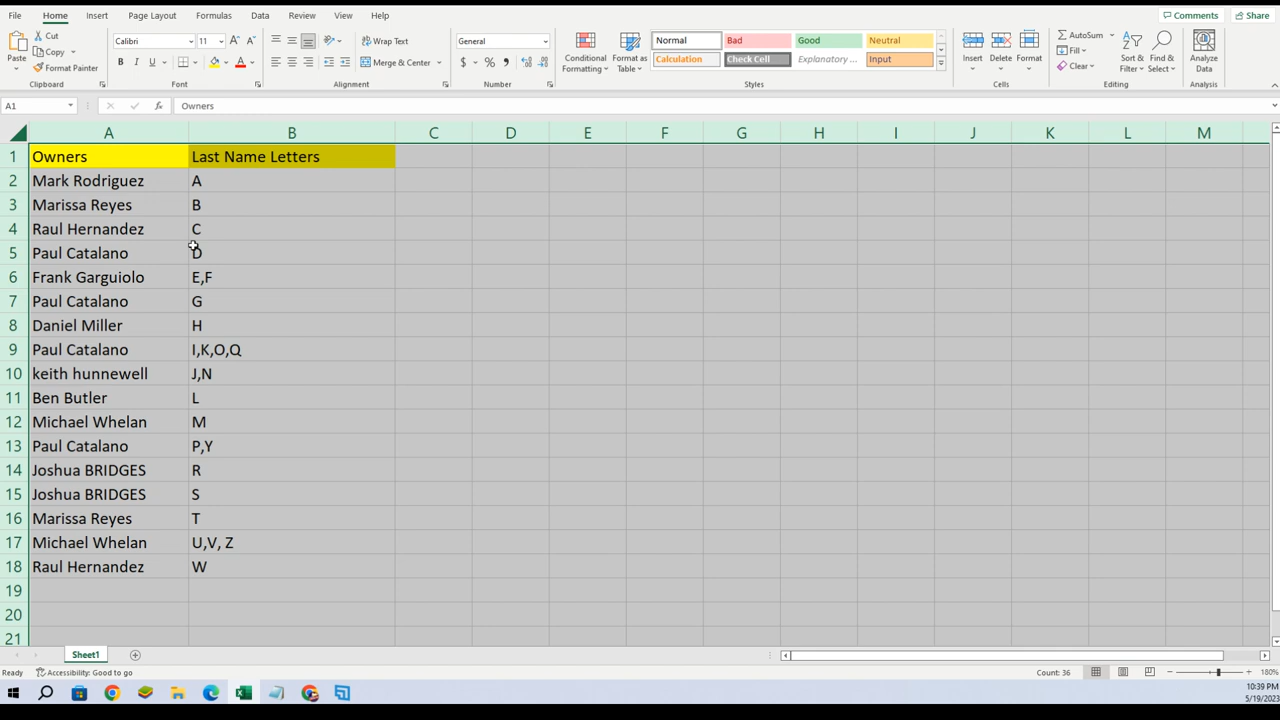 File Home Insert Page Layout Formulas Data Review View Help Comments Share
Paste Cut Copy Format Painter Clipboard
Calibri 11 A A B I U A Font
ab Wrap Text Merge & Center Alignment
General $ % , Number
Conditional Formatting Format as Table
Normal Bad Good Neutral
Calculation Check Cell Explanatory ... Input
Styles
Insert Delete Format Cells
AutoSum Fill Clear Sort & Filter Find & Select Editing
Analyze Data Analysis
A1 fx Owners
A B C D E F G H I J K L M
1 Owners Last Name Letters
2 Mark Rodriguez A
3 Marissa Reyes B
4 Raul Hernandez C
5 Paul Catalano D
6 Frank Garguiolo E,F
7 Paul Catalano G
8 Daniel Miller H
9 Paul Catalano I,K,O,Q
10 keith hunnewell J,N
11 Ben Butler L
12 Michael Whelan M
13 Paul Catalano P,Y
14 Joshua BRIDGES R
15 Joshua BRIDGES S
16 Marissa Reyes T
17 Michael Whelan U,V, Z
18 Raul Hernandez W
19
20
21
Sheet1
Ready Accessibility: Good to go Count: 36 180%
10:39 PM
5/19/2023